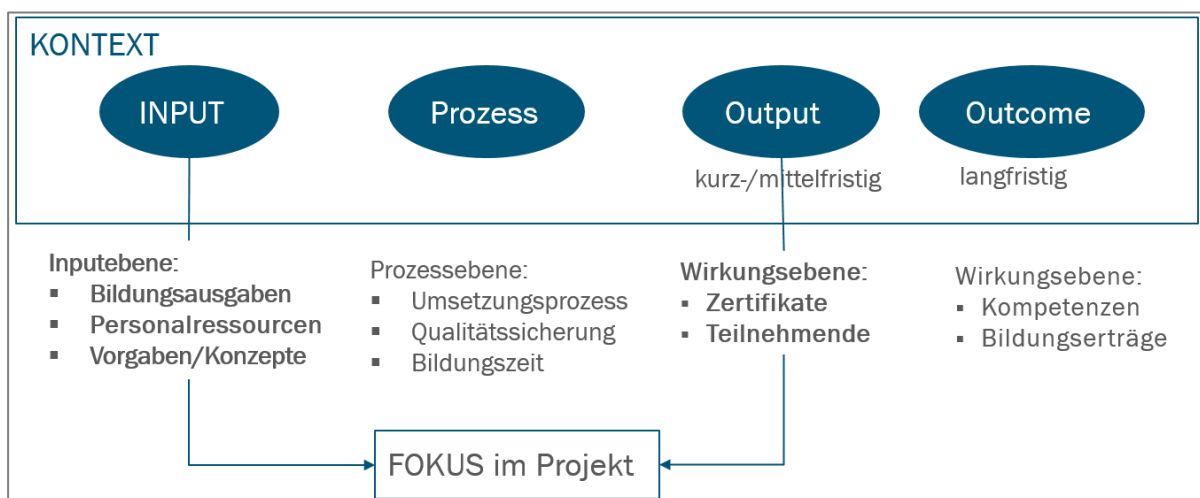 KONTEXT
INPUT
Prozess
Output
Outcome
kurz-/mittelfristig
langfristig
Inputebene:
▪ Bildungsausgaben
▪ Personalressourcen
▪ Vorgaben/Konzepte
Prozessebene:
▪ Umsetzungsprozess
▪ Qualitätssicherung
▪ Bildungszeit
Wirkungsebene:
▪ Zertifikate
▪ Teilnehmende
Wirkungsebene:
▪ Kompetenzen
▪ Bildungserträge
FOKUS im Projekt